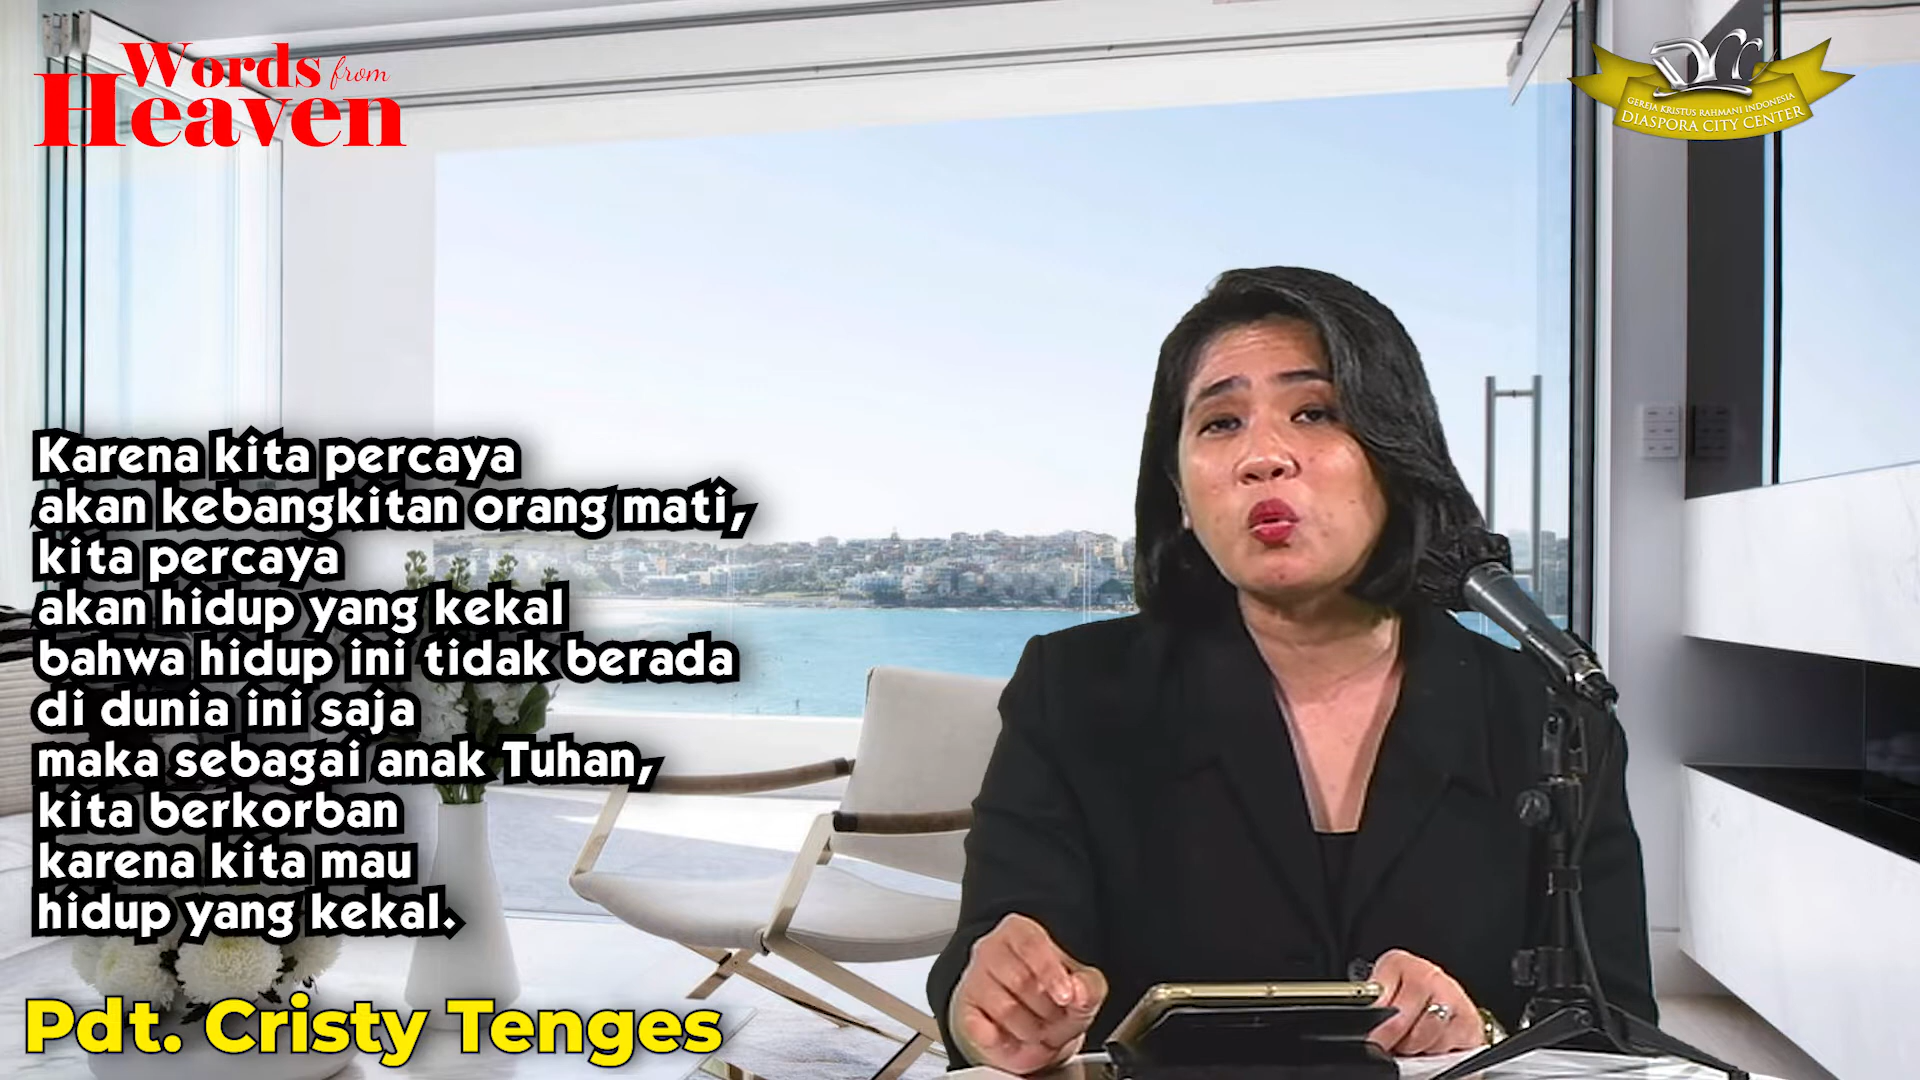 Words from
Heaven
GEREJA KRISTUS RAHMANI INDONESIA
DIASPORA CITY CENTER
Karena kita percaya
akan kebangkitan orang mati,
kita percaya
akan hidup yang kekal
bahwa hidup ini tidak berada
di dunia ini saja
maka sebagai anak Tuhan,
kita berkorban
karena kita mau
hidup yang kekal.
Pdt. Cristy Tenges